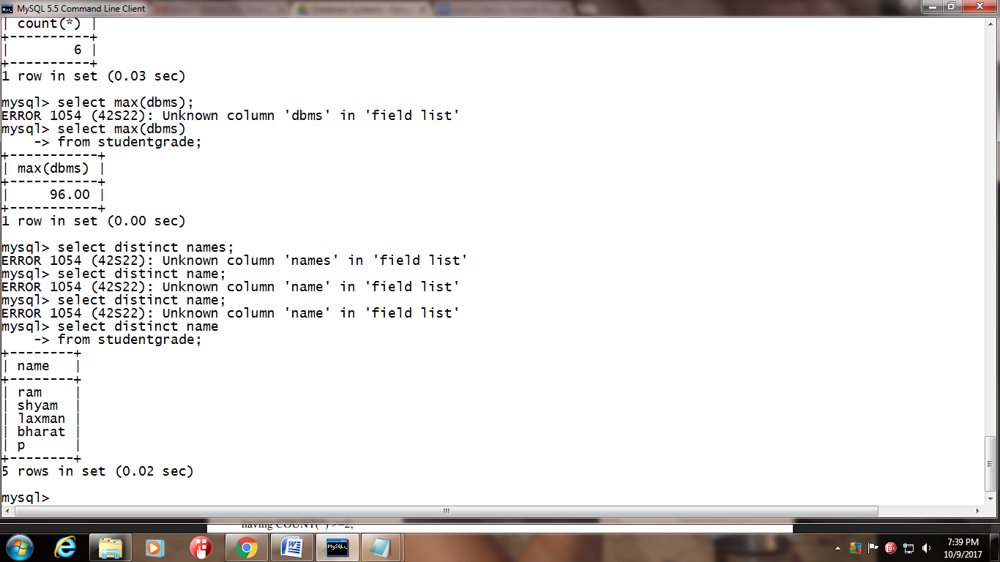 MySQL 5.5 Command Line Client
| count(*) |
+----------+
|        6 |
+----------+
1 row in set (0.03 sec)
mysql> select max(dbms);
ERROR 1054 (42S22): Unknown column 'dbms' in 'field list'
mysql> select max(dbms)
    -> from studentgrade;
+-----------+
| max(dbms) |
+-----------+
|     96.00 |
+-----------+
1 row in set (0.00 sec)
mysql> select distinct names;
ERROR 1054 (42S22): Unknown column 'names' in 'field list'
mysql> select distinct name;
ERROR 1054 (42S22): Unknown column 'name' in 'field list'
mysql> select distinct name;
ERROR 1054 (42S22): Unknown column 'name' in 'field list'
mysql> select distinct name
    -> from studentgrade;
+--------+
| name   |
+--------+
| ram    |
| shyam  |
| laxman |
| bharat |
| p      |
+--------+
5 rows in set (0.02 sec)
mysql>
having COUNT(*) >=2;
7:39 PM
10/9/2017